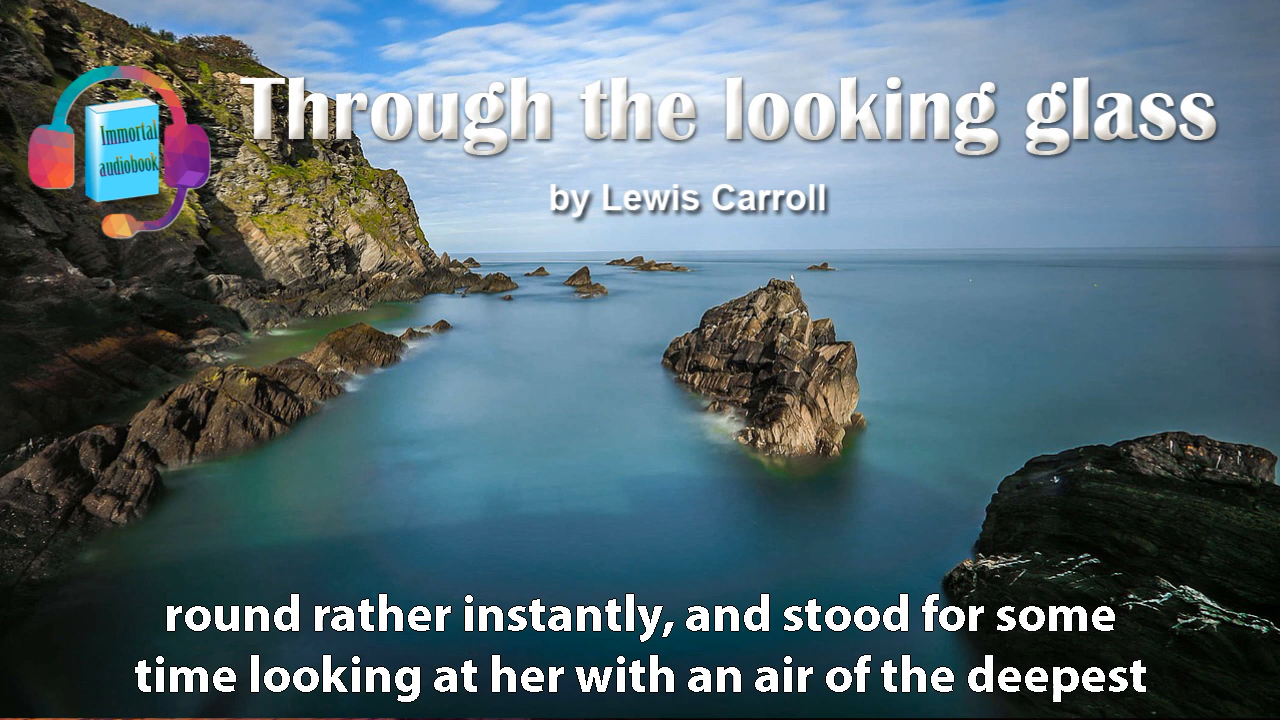 Immortal
audiobook
Through the looking glass
by Lewis Carroll
round rather instantly, and stood for some
time looking at her with an air of the deepest